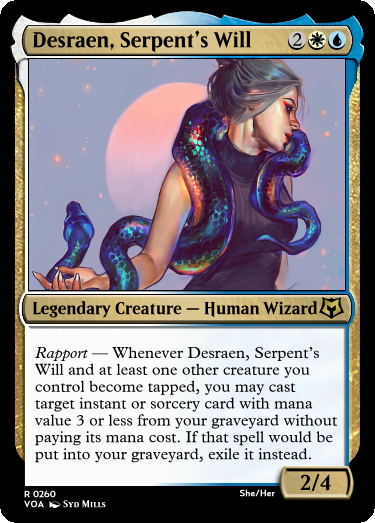 Desraen, Serpent's Will 2
Legendary Creature — Human Wizard
Rapport — Whenever Desraen, Serpent's
Will and at least one other creature you
control become tapped, you may cast
target instant or sorcery card with mana
value 3 or less from your graveyard without
paying its mana cost. If that spell would be
put into your graveyard, exile it instead.
2/4
R 0260 She/Her
VOA Syd Mills